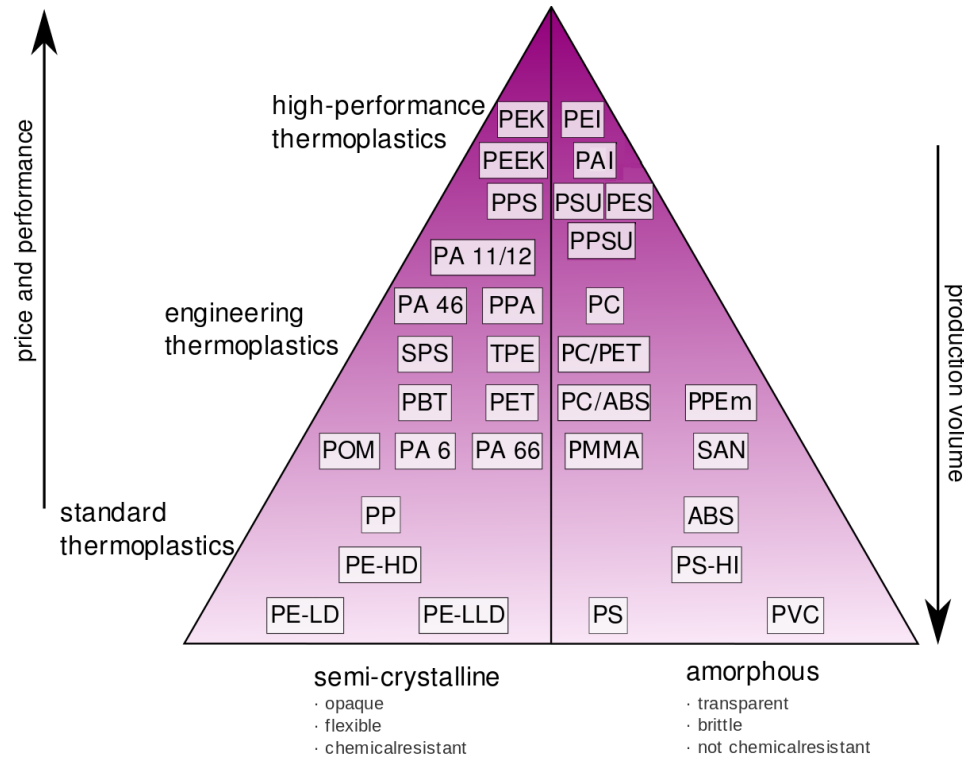 price and performance
high-performance
thermoplastics
PEK
PEI
PEEK
PAI
PPS
PSU
PES
PPSU
PA 11/12
engineering
thermoplastics
PA 46
PPA
PC
SPS
TPE
PC/PET
PBT
PET
PC/ABS
PPEm
POM
PA 6
PA 66
PMMA
SAN
standard
thermoplastics
PP
ABS
PE-HD
PS-HI
PE-LD
PE-LLD
PS
PVC
production volume
semi-crystalline
· opaque
· flexible
· chemicalresistant
amorphous
· transparent
· brittle
· not chemicalresistant